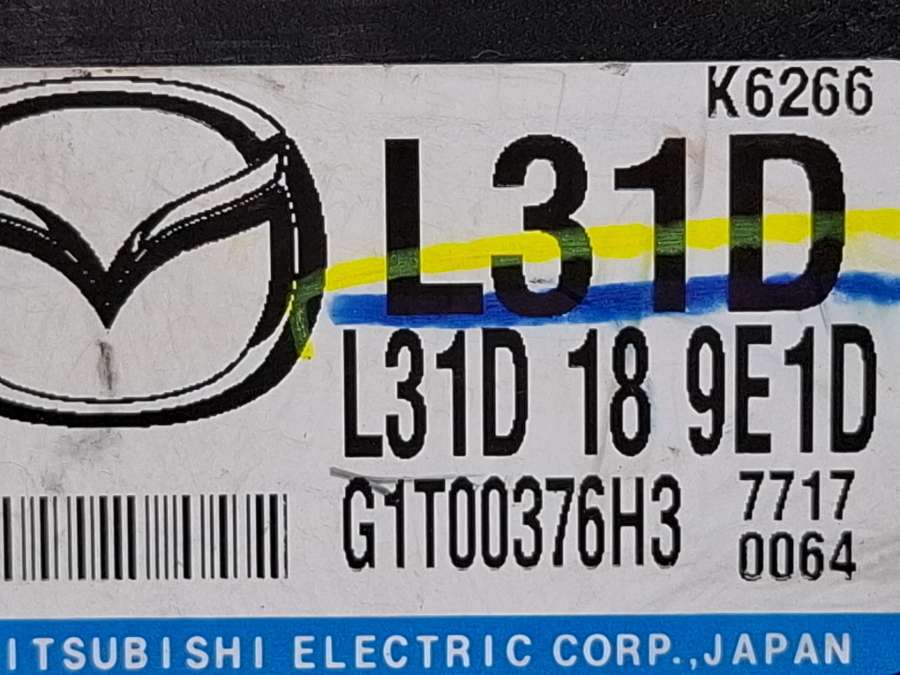 K6266
L31D
L31D 18 9E1D
G1T00376H3 7717
0064
ITSUBISHI ELECTRIC CORP.,JAPAN